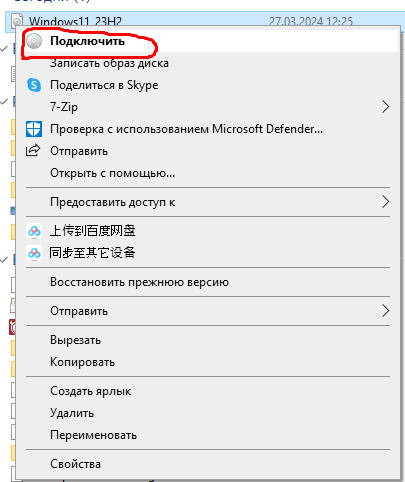 Windows11_23H2 27.03.2024 12:25
Подключить
Записать образ диска
Поделиться в Skype
7-Zip
Проверка с использованием Microsoft Defender...
Отправить
Открыть с помощью...
Предоставить доступ к
上传到百度网盘
同步至其它设备
Восстановить прежнюю версию
Отправить
Вырезать
Копировать
Создать ярлык
Удалить
Переименовать
Свойства